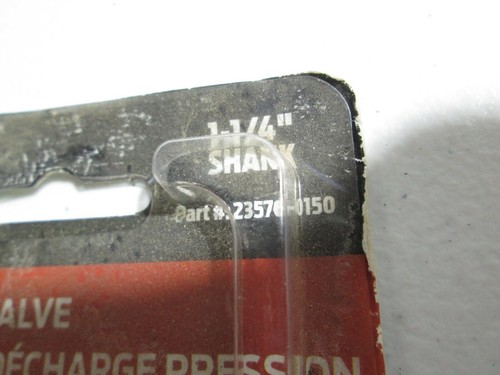 1-1/4"
SHANK
Part #: 23576-0150
ALVE
DÉCHARGE PRESSION